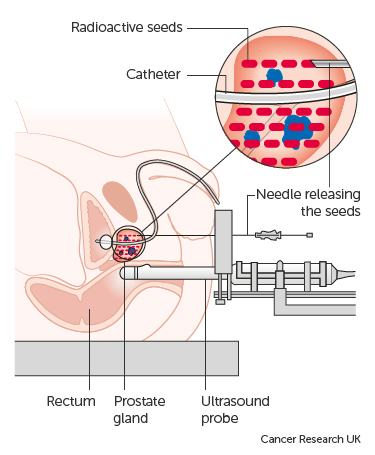 Radioactive seeds
Catheter
Needle releasing
the seeds
Rectum
Prostate
gland
Ultrasound
probe
Cancer Research UK